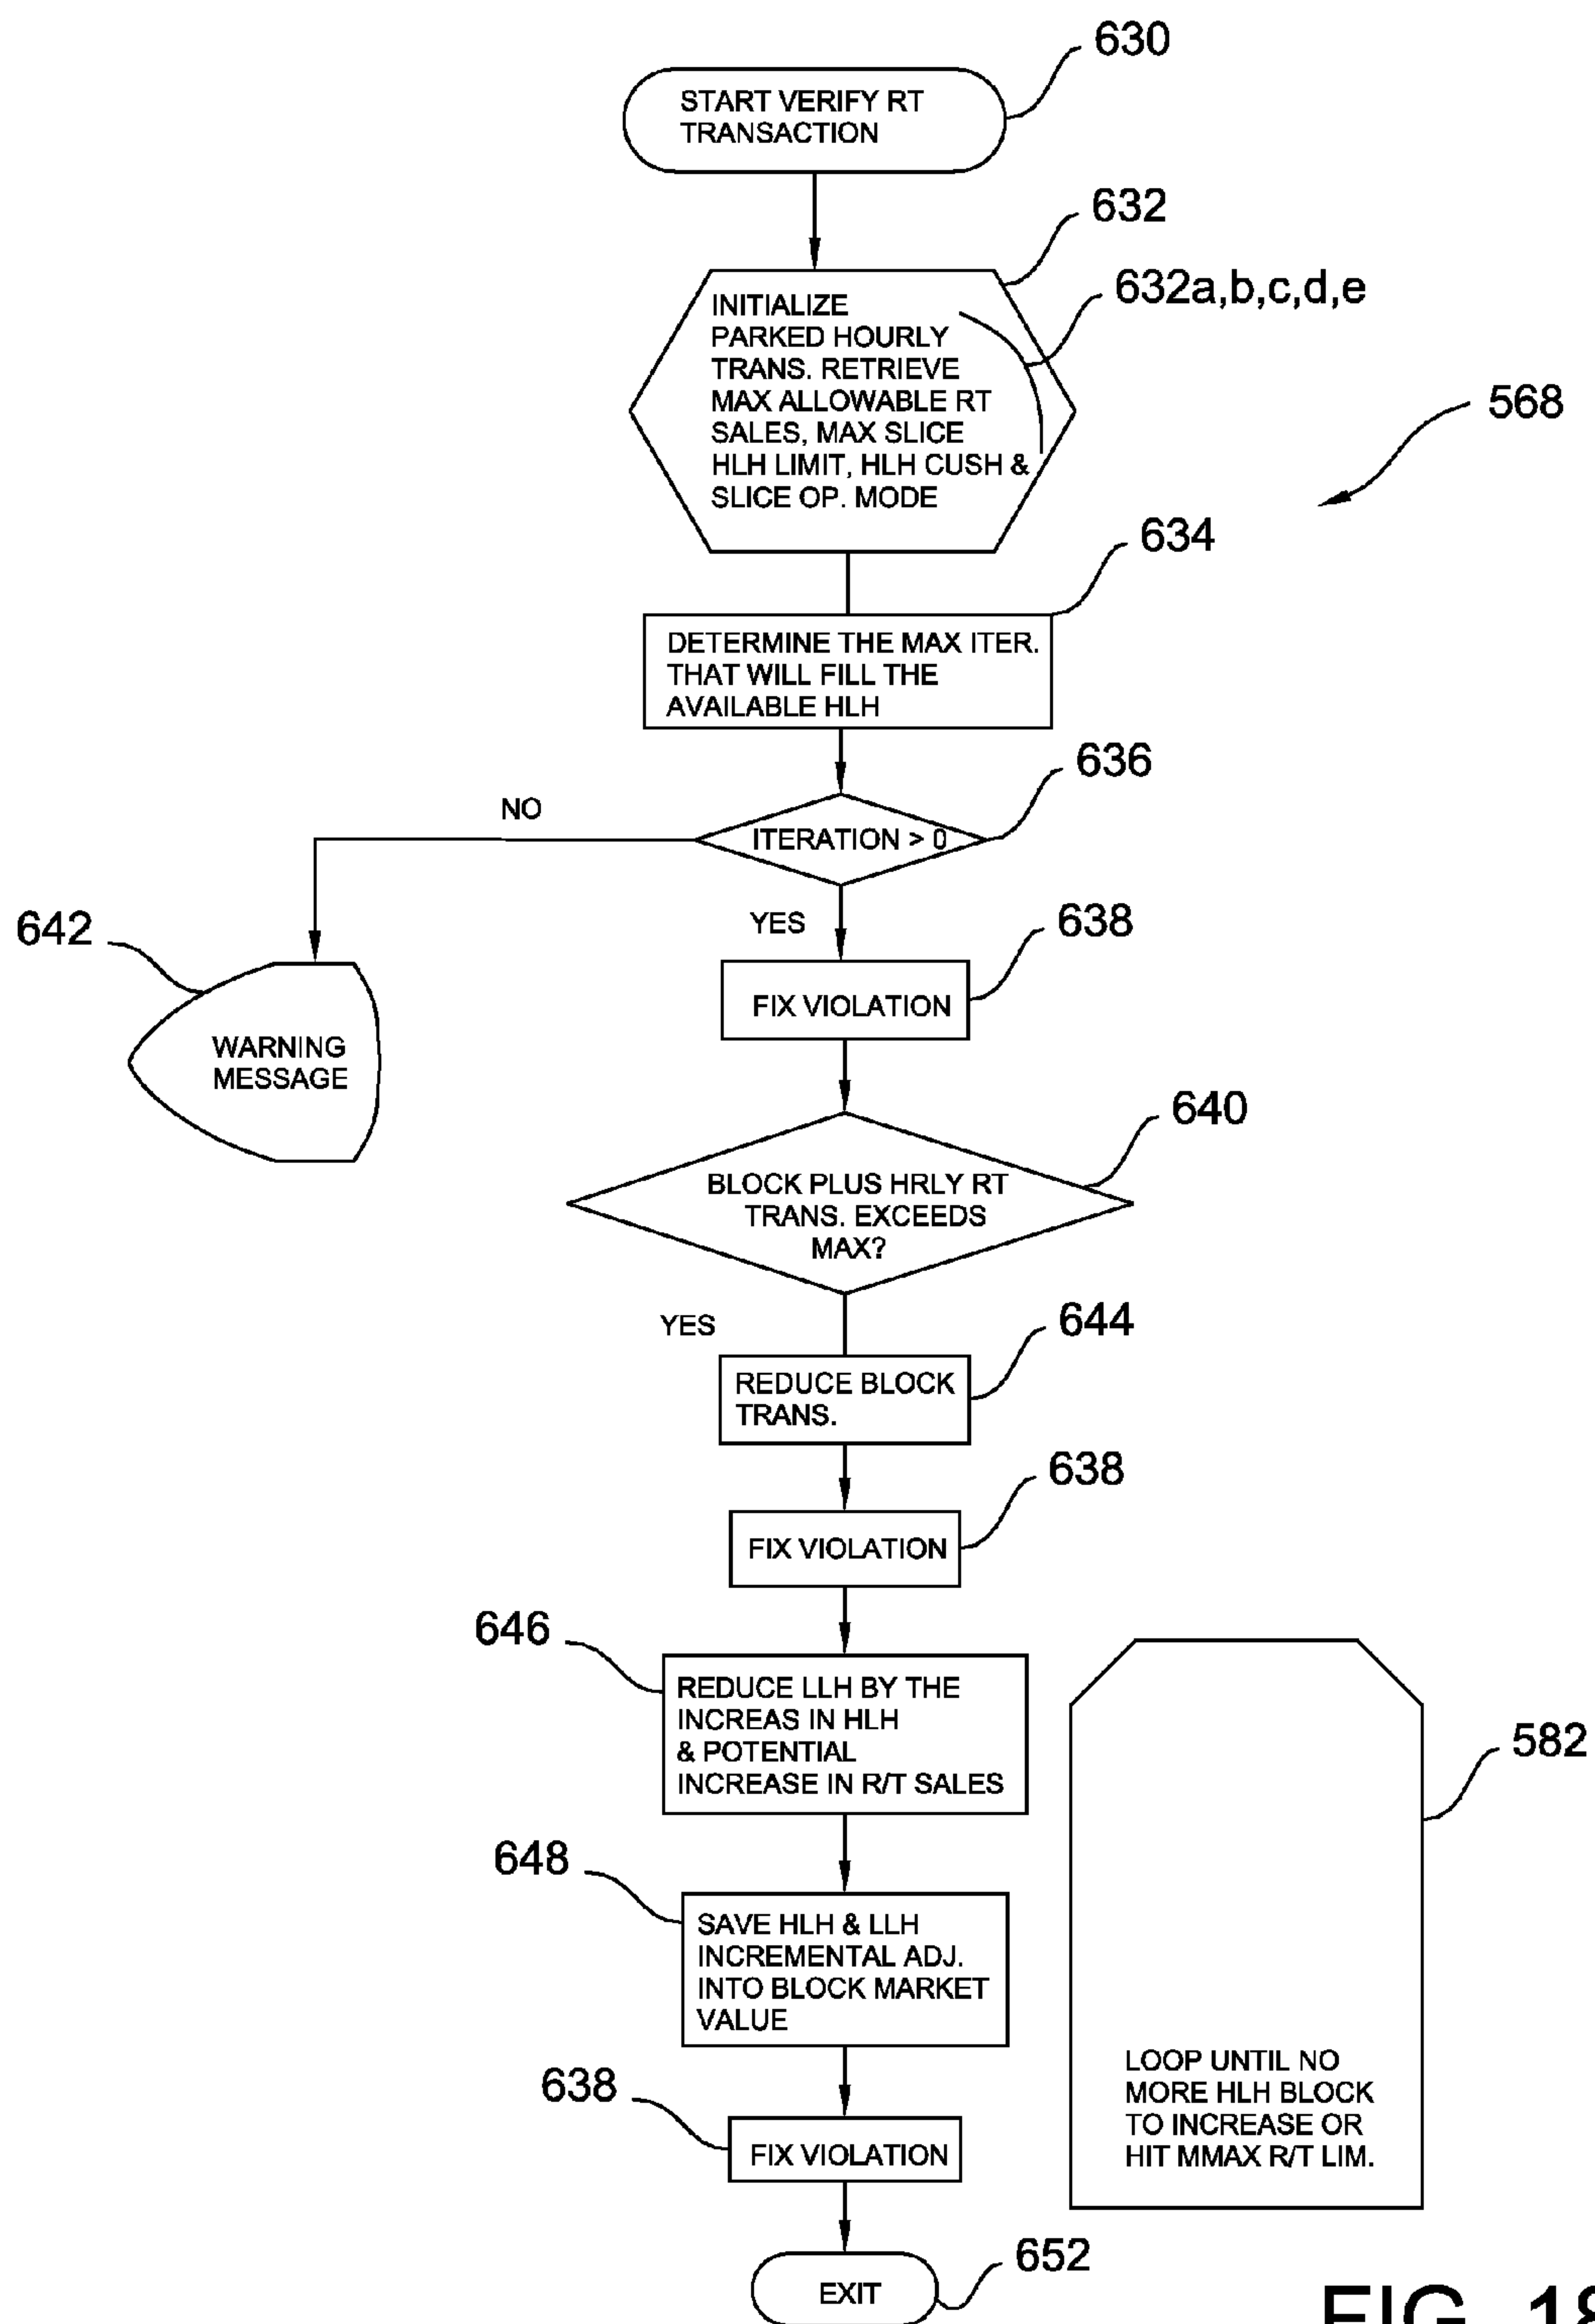 630
START VERIFY RT
TRANSACTION
632
632a,b,c,d,e
INITIALIZE
PARKED HOURLY
TRANS. RETRIEVE
MAX ALLOWABLE RT
SALES, MAX SLICE
HLH LIMIT, HLH CUSH &
SLICE OP. MODE
568
634
DETERMINE THE MAX ITER.
THAT WILL FILL THE
AVAILABLE HLH
636
NO
ITERATION > 0
642
YES
638
WARNING
MESSAGE
FIX VIOLATION
640
BLOCK PLUS HRLY RT
TRANS. EXCEEDS
MAX?
YES
644
REDUCE BLOCK
TRANS.
638
FIX VIOLATION
646
REDUCE LLH BY THE
INCREAS IN HLH
& POTENTIAL
INCREASE IN R/T SALES
582
648
SAVE HLH & LLH
INCREMENTAL ADJ.
INTO BLOCK MARKET
VALUE
LOOP UNTIL NO
MORE HLH BLOCK
TO INCREASE OR
HIT MMAX R/T LIM.
638
FIX VIOLATION
652
EXIT
FIG. 18